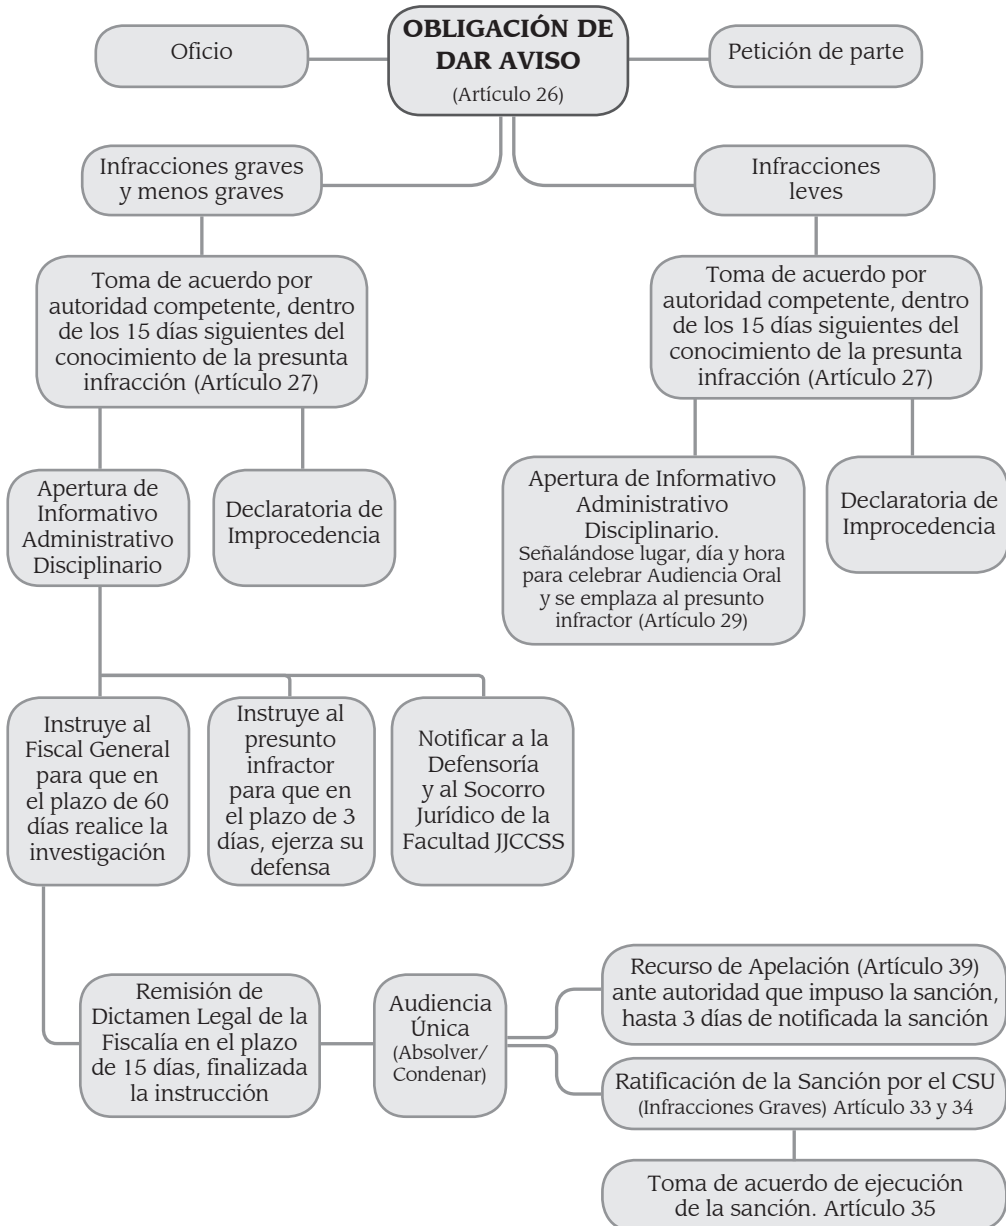 OBLIGACIÓN DE
DAR AVISO
(Artículo 26)
Oficio
Petición de parte
Infracciones graves
y menos graves
Infracciones
leves
Toma de acuerdo por
autoridad competente, dentro
de los 15 días siguientes del
conocimiento de la presunta
infracción (Artículo 27)
Toma de acuerdo por
autoridad competente, dentro
de los 15 días siguientes del
conocimiento de la presunta
infracción (Artículo 27)
Apertura de
Informativo
Administrativo
Disciplinario
Declaratoria de
Improcedencia
Apertura de Informativo
Administrativo
Disciplinario.
Señalándose lugar, día y hora
para celebrar Audiencia Oral
y se emplaza al presunto
infractor (Artículo 29)
Declaratoria de
Improcedencia
Instruye al
Fiscal General
para que en
el plazo de 60
días realice la
investigación
Instruye al
presunto
infractor
para que en
el plazo de 3
días, ejerza su
defensa
Notificar a la
Defensoría
y al Socorro
Jurídico de la
Facultad JJCCSS
Remisión de
Dictamen Legal de la
Fiscalía en el plazo
de 15 días, finalizada
la instrucción
Audiencia
Única
(Absolver/
Condenar)
Recurso de Apelación (Artículo 39)
ante autoridad que impuso la sanción,
hasta 3 días de notificada la sanción
Ratificación de la Sanción por el CSU
(Infracciones Graves) Artículo 33 y 34
Toma de acuerdo de ejecución
de la sanción. Artículo 35